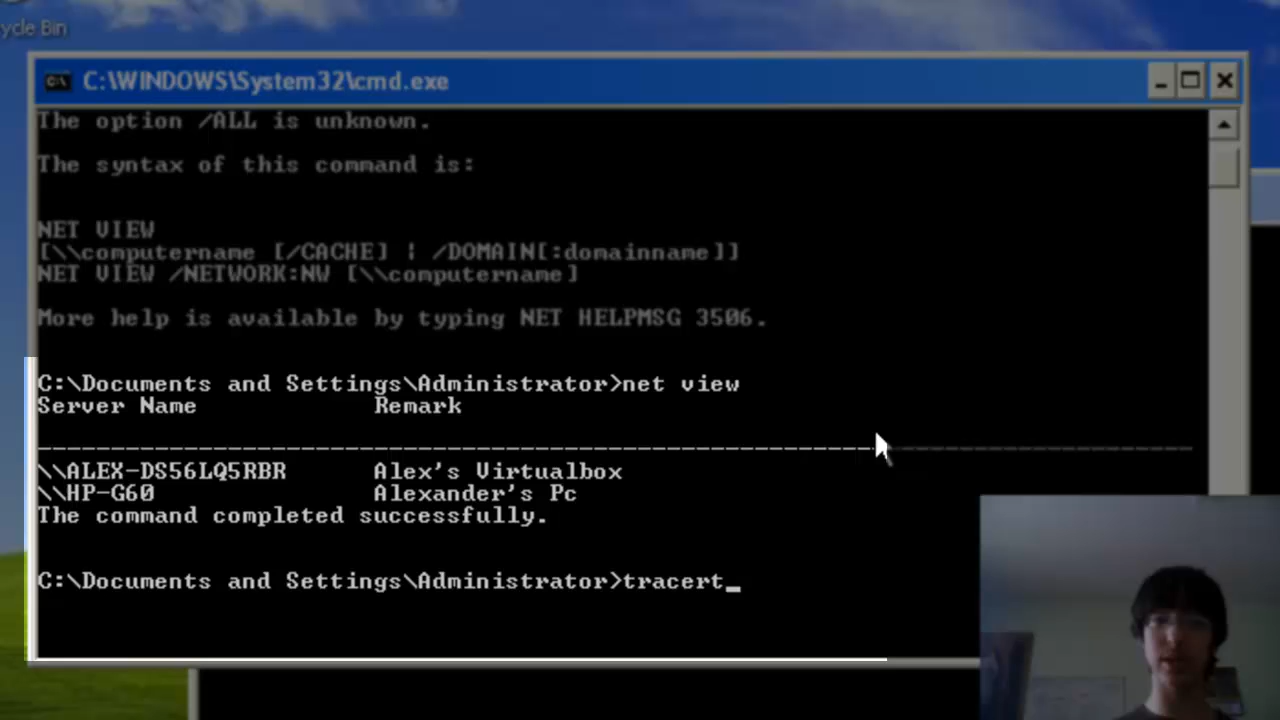 ycle Bin
C:\WINDOWS\System32\cmd.exe
The option /ALL is unknown.
The syntax of this command is:
NET VIEW
[\\computername [/CACHE] | /DOMAIN[:domainname]]
NET VIEW /NETWORK:NW [\\computername]
More help is available by typing NET HELPMSG 3506.
C:\Documents and Settings\Administrator>net view
Server Name Remark
-------------------------------------------------------------------------------
\\ALEX-DS56LQ5RBR Alex's Virtualbox
\\HP-G60 Alexander's Pc
The command completed successfully.
C:\Documents and Settings\Administrator>tracert_